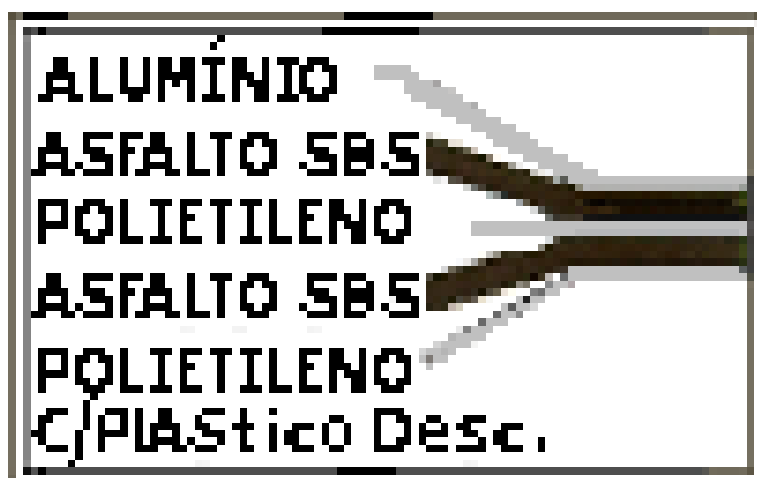 ALUMÍNIO
ASFALTO SBS
POLIETILENO
ASFALTO SBS
POLIETILENO
C/PlAStico Desc.